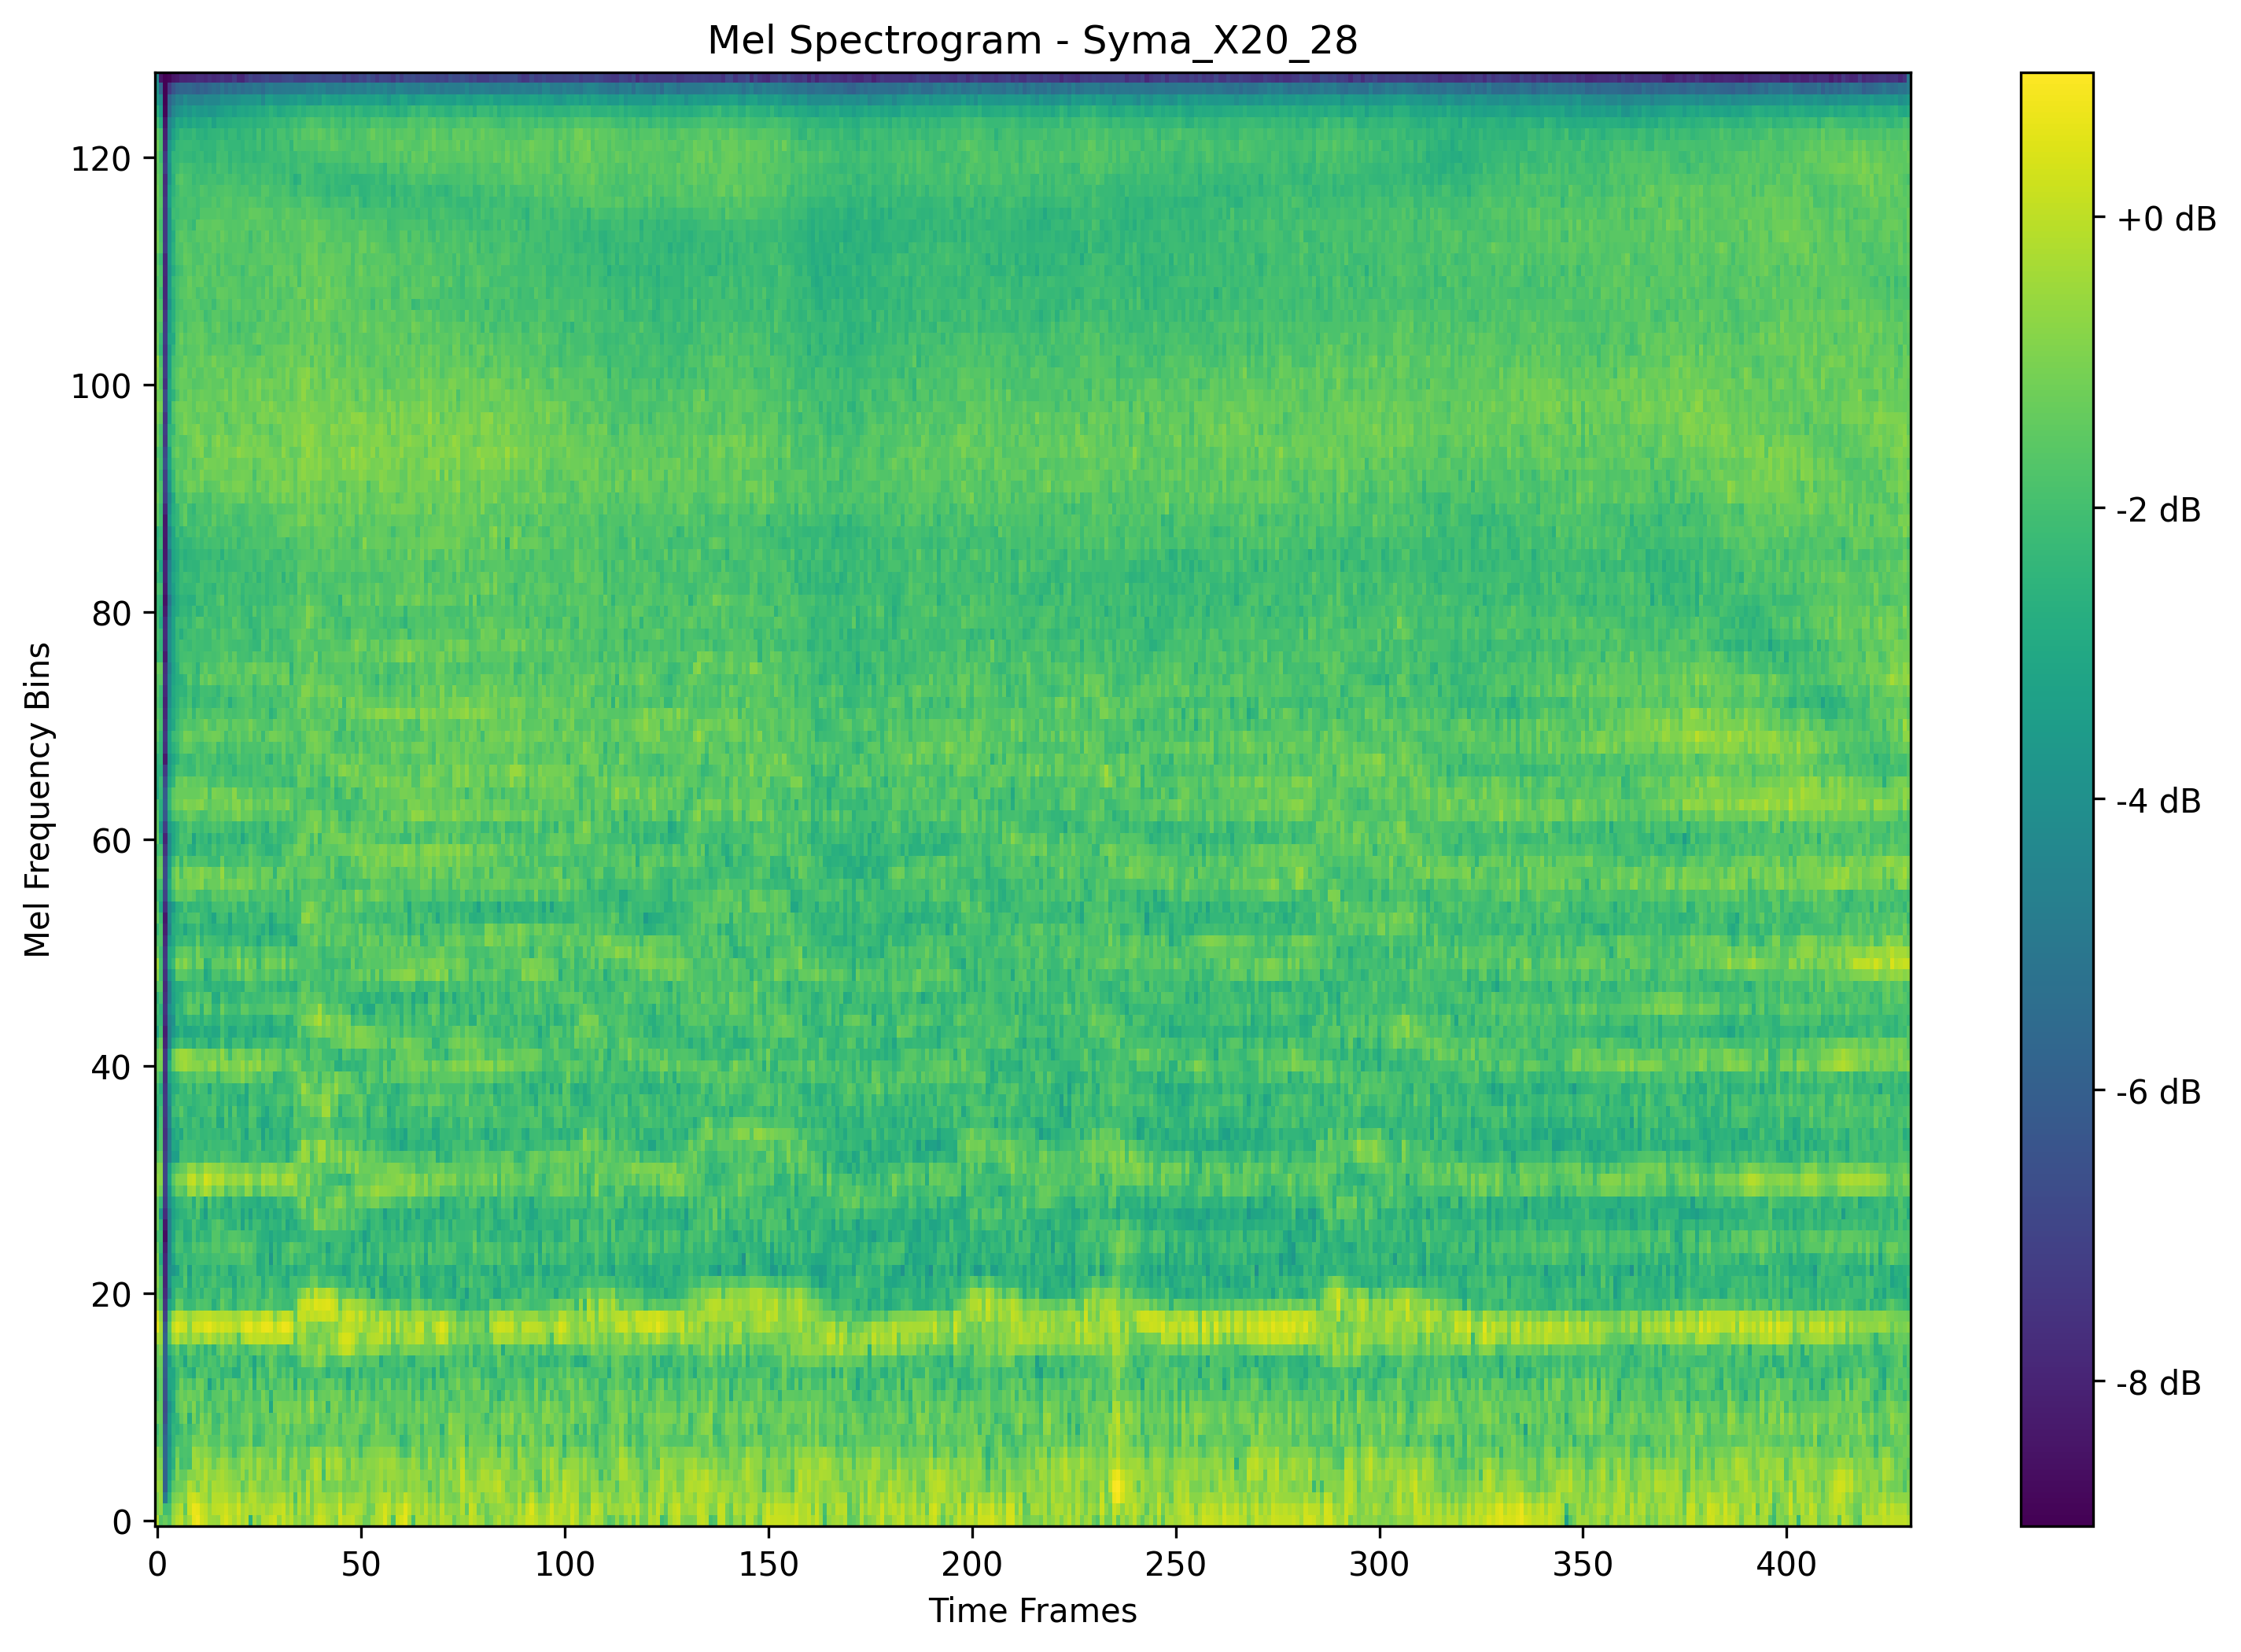 Mel Spectrogram - Syma_X20_28
Mel Frequency Bins
120
100
80
60
40
20
0
0 50 100 150 200 250 300 350 400
Time Frames
+0 dB
-2 dB
-4 dB
-6 dB
-8 dB